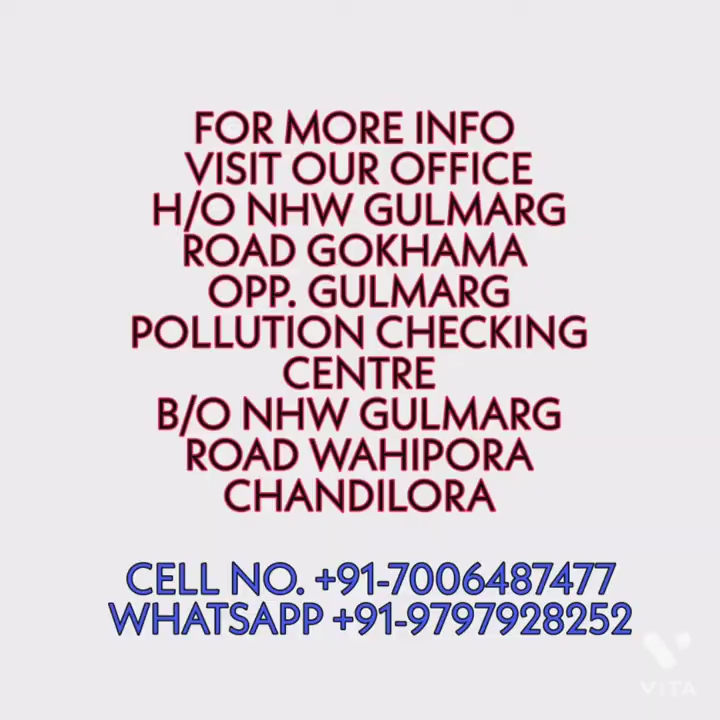 FOR MORE INFO
VISIT OUR OFFICE
H/O NHW GULMARG
ROAD GOKHAMA
OPP. GULMARG
POLLUTION CHECKING
CENTRE
B/O NHW GULMARG
ROAD WAHIPORA
CHANDILORA
CELL NO. +91-7006487477
WHATSAPP +91-9797928252
VITA